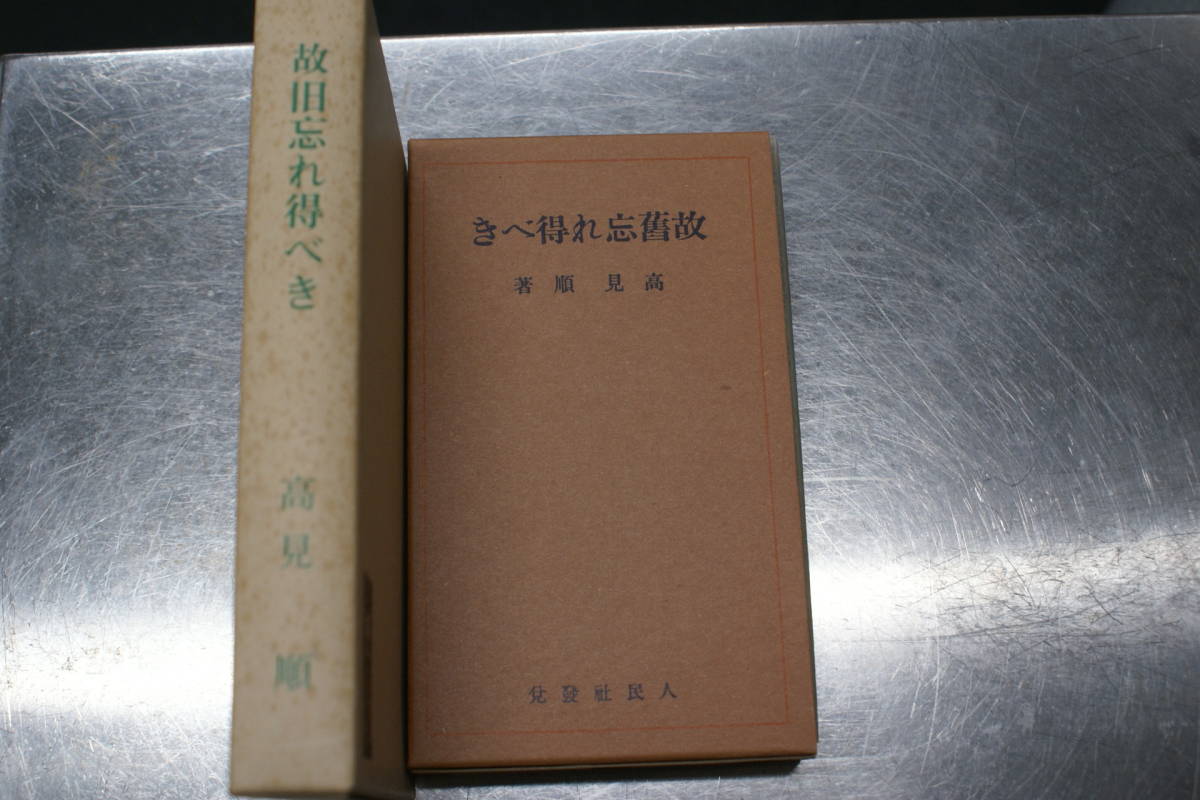 故旧忘れ得べき
高見 順
故舊忘れ得べき
高見順著
人民社發兌